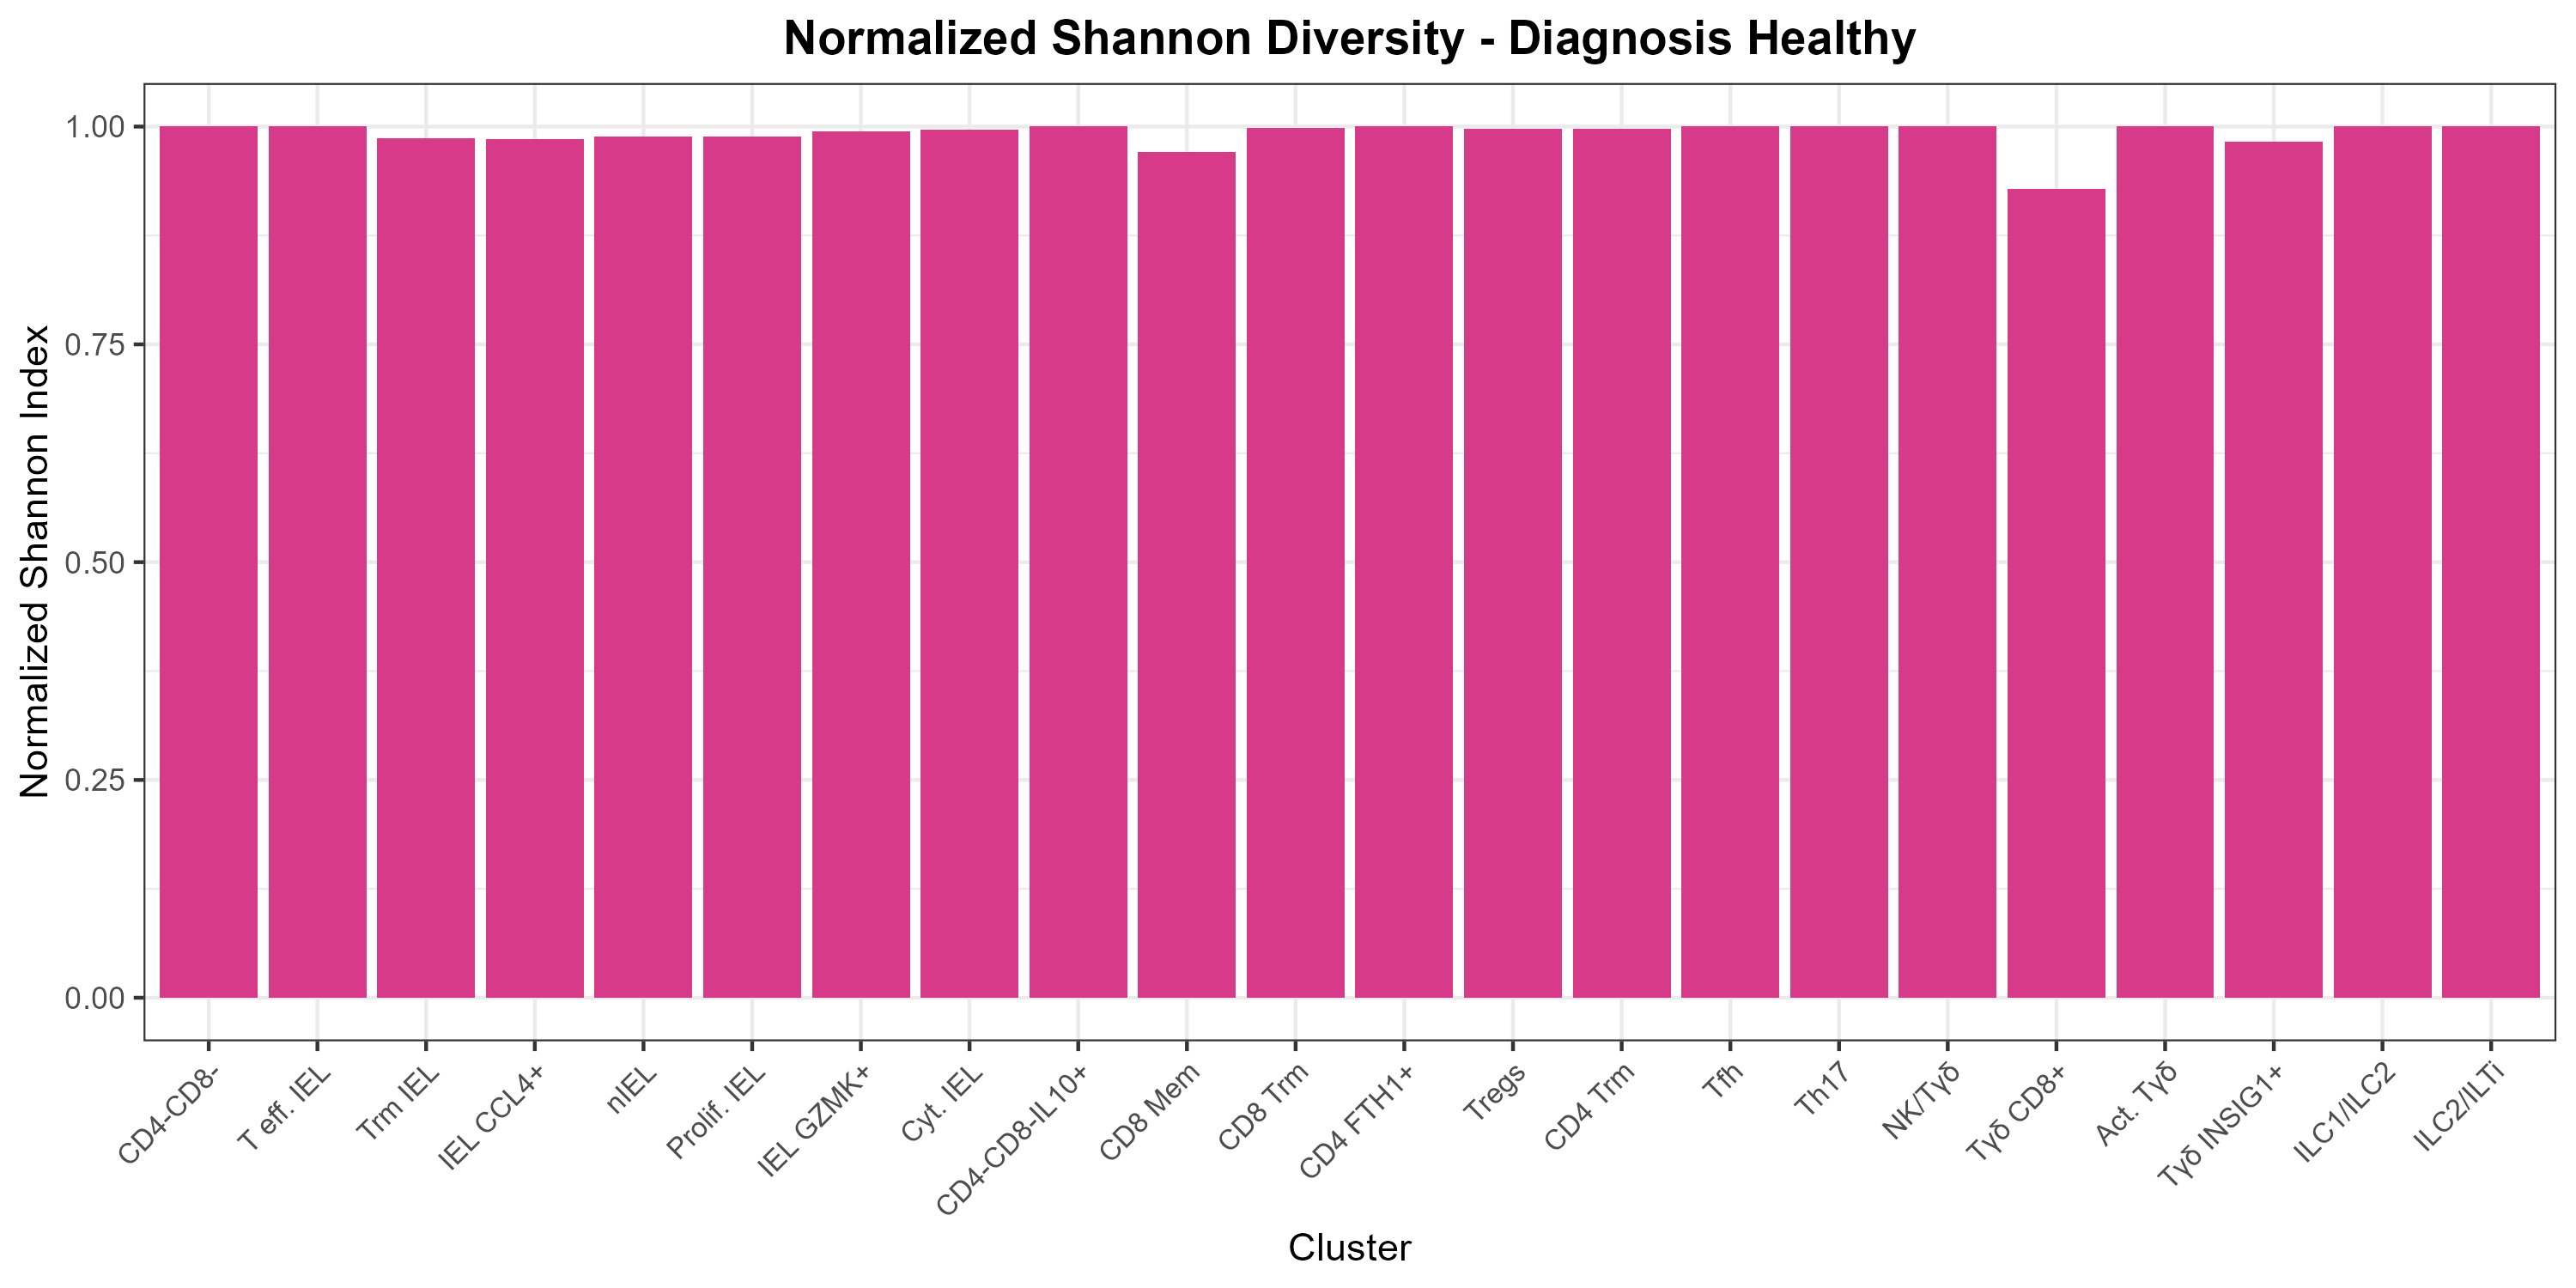 Normalized Shannon Diversity - Diagnosis Healthy
Normalized Shannon Index
1.00
0.75
0.50
0.25
0.00
CD4-CD8-
T eff. IEL
Trm IEL
IEL CCL4+
nIEL
Prolif. IEL
IEL GZMK+
Cyt. IEL
CD4-CD8-IL10+
CD8 Mem
CD8 Trm
CD4 FTH1+
Tregs
CD4 Trm
Tfh
Th17
NK/Tγδ
Tγδ CD8+
Act. Tγδ
Tγδ INSIG1+
ILC1/ILC2
ILC2/ILTi
Cluster